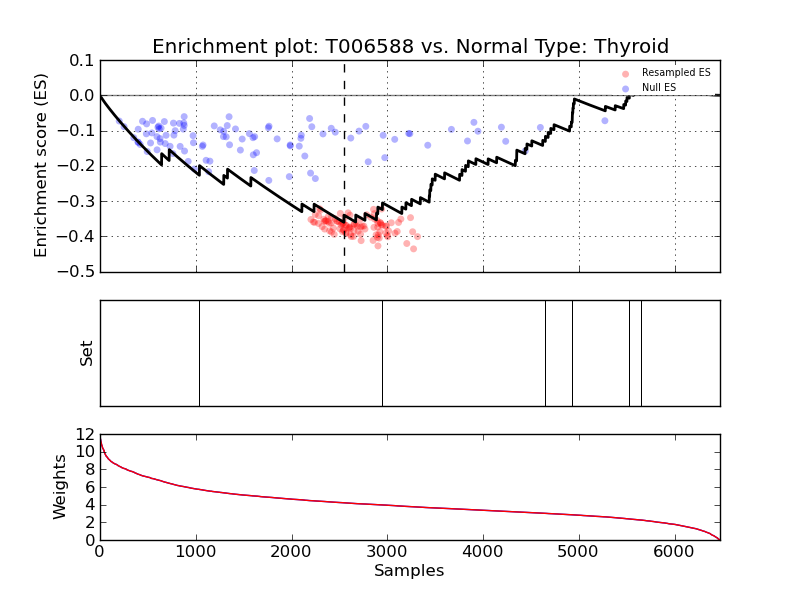 Enrichment plot: T006588 vs. Normal Type: Thyroid
Enrichment score (ES)
0.1
0.0
−0.1
−0.2
−0.3
−0.4
−0.5
Resampled ES
Null ES
Set
Weights
12
10
8
6
4
2
0
0 1000 2000 3000 4000 5000 6000
Samples